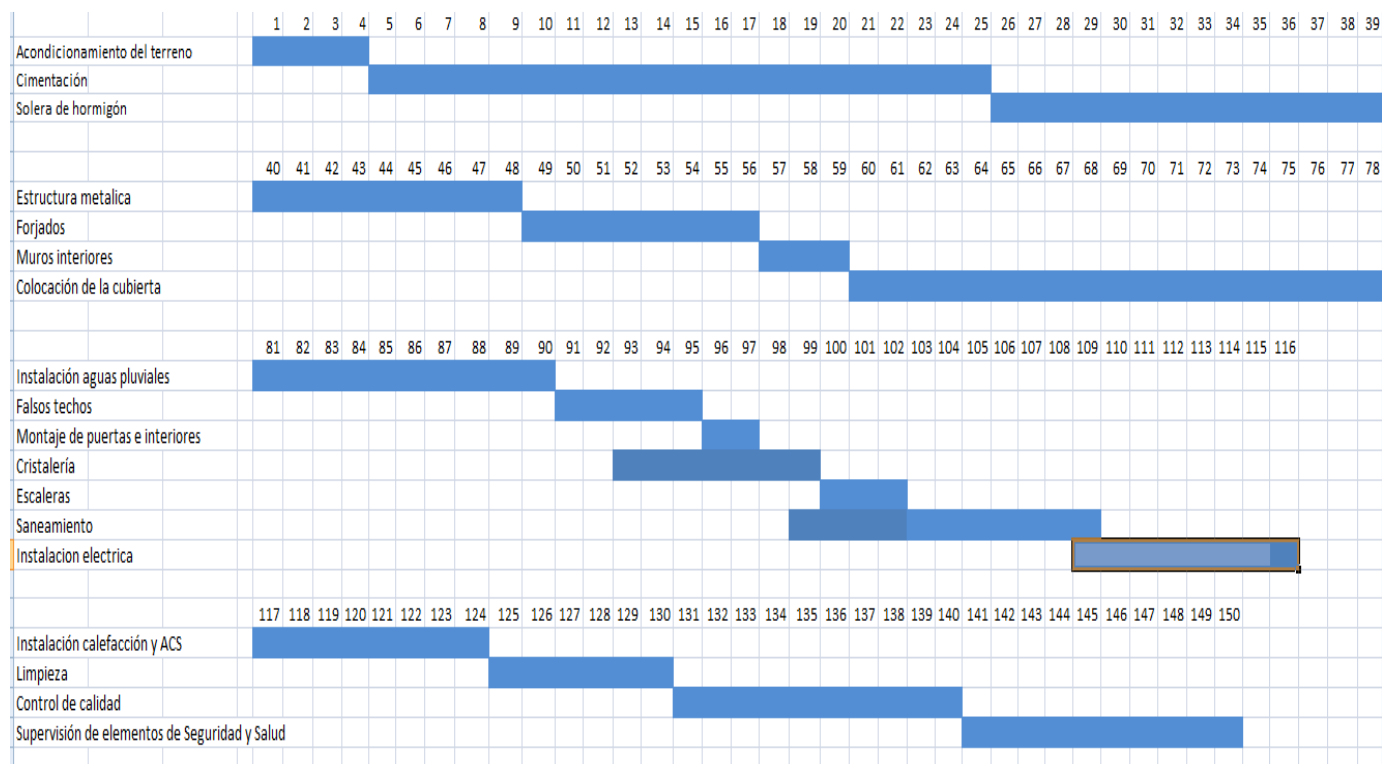 1 2 3 4 5 6 7 8 9 10 11 12 13 14 15 16 17 18 19 20 21 22 23 24 25 26 27 28 29 30 31 32 33 34 35 36 37 38 39
Acondicionamiento del terreno
Cimentación
Solera de hormigón
40 41 42 43 44 45 46 47 48 49 50 51 52 53 54 55 56 57 58 59 60 61 62 63 64 65 66 67 68 69 70 71 72 73 74 75 76 77 78
Estructura metalica
Forjados
Muros interiores
Colocación de la cubierta
81 82 83 84 85 86 87 88 89 90 91 92 93 94 95 96 97 98 99 100 101 102 103 104 105 106 107 108 109 110 111 112 113 114 115 116
Instalación aguas pluviales
Falsos techos
Montaje de puertas e interiores
Cristalería
Escaleras
Saneamiento
Instalacion electrica
117 118 119 120 121 122 123 124 125 126 127 128 129 130 131 132 133 134 135 136 137 138 139 140 141 142 143 144 145 146 147 148 149 150
Instalación calefacción y ACS
Limpieza
Control de calidad
Supervisión de elementos de Seguridad y Salud